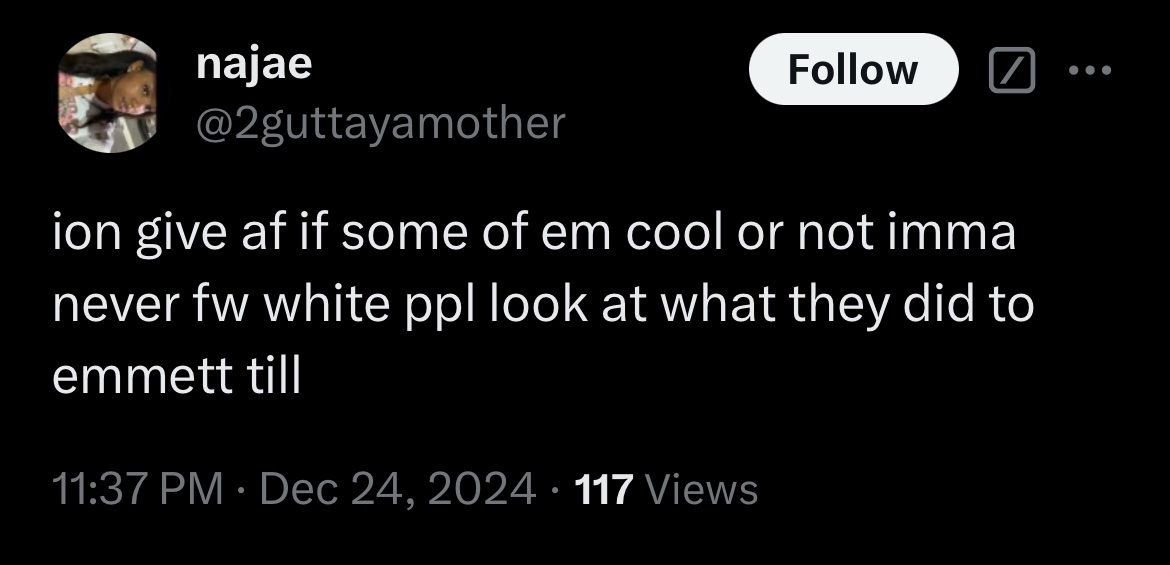 najae
Follow
@2guttayamother
ion give af if some of em cool or not imma
never fw white ppl look at what they did to
emmett till
11:37 PM · Dec 24, 2024 · 117 Views